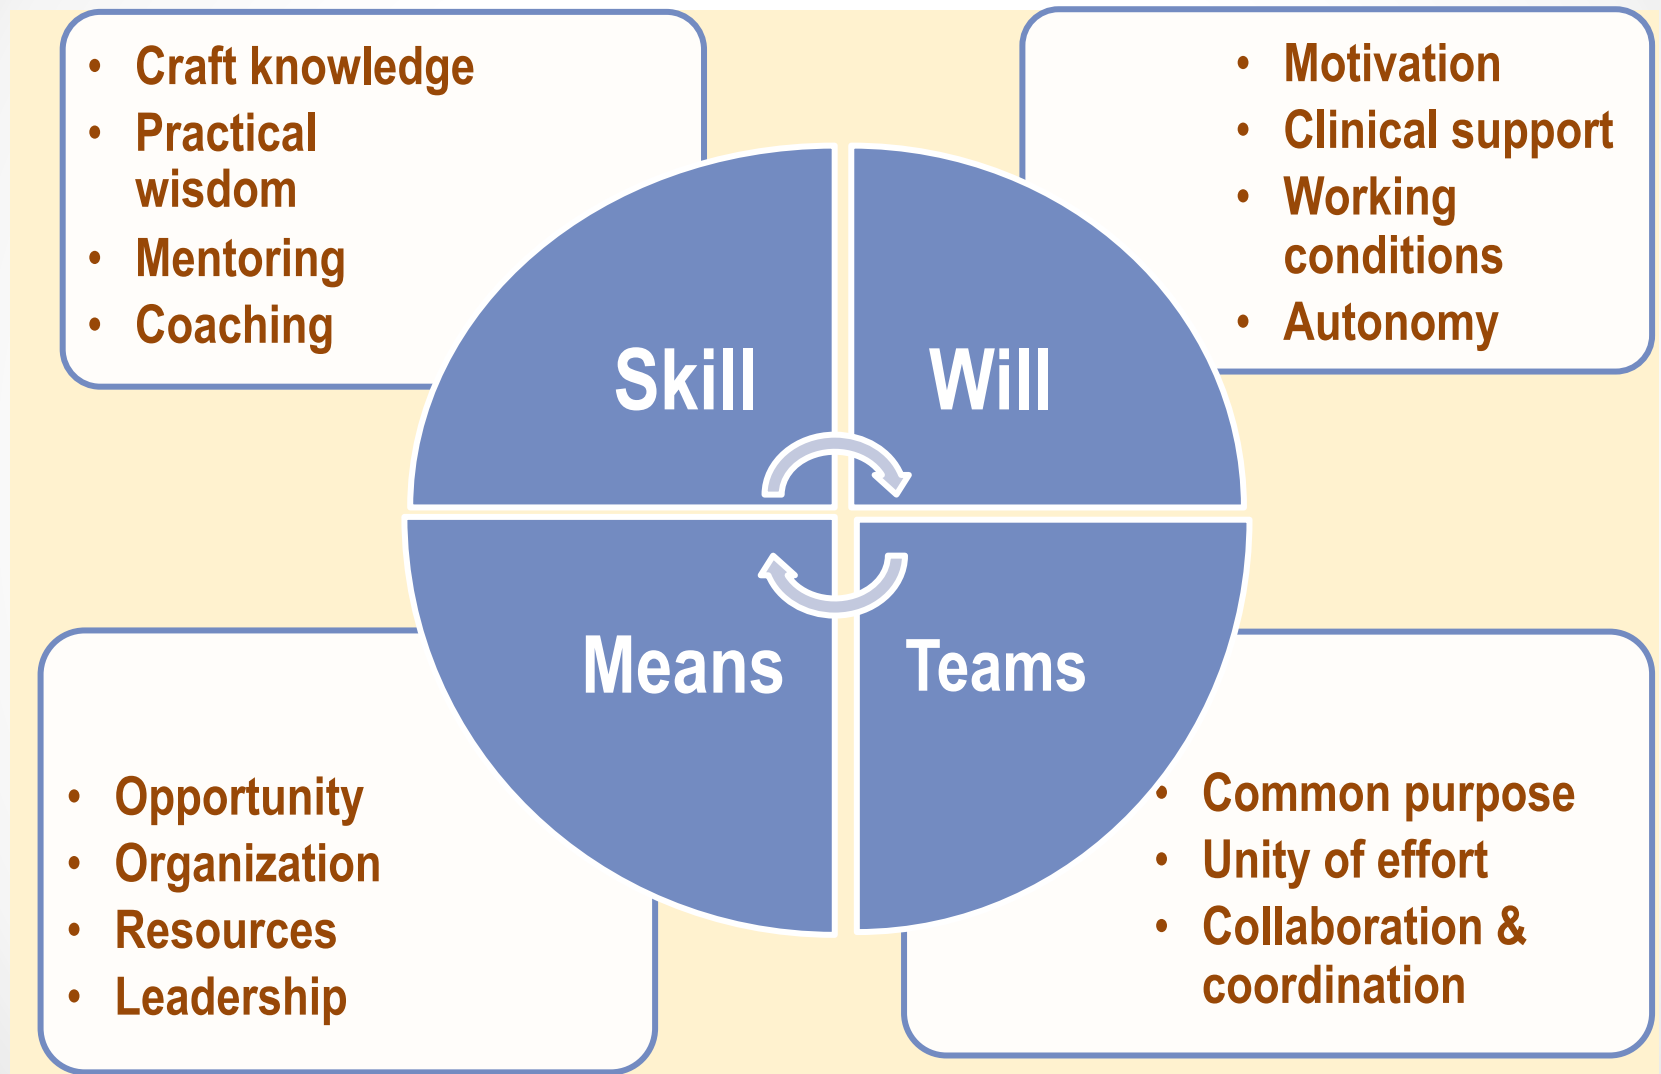 • Craft knowledge
• Practical
wisdom
• Mentoring
• Coaching
• Motivation
• Clinical support
• Working
conditions
• Autonomy
Skill
Will
Means
Teams
• Opportunity
• Organization
• Resources
• Leadership
• Common purpose
• Unity of effort
• Collaboration &
coordination